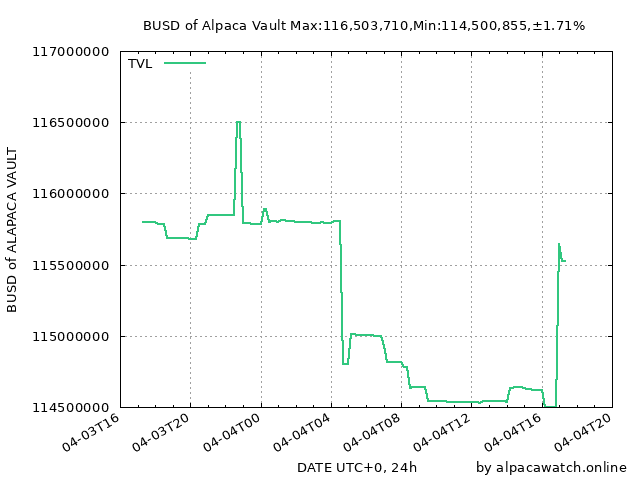 BUSD of Alpaca Vault Max:116,503,710,Min:114,500,855,±1.71%
117000000
TVL
116500000
116000000
115500000
115000000
114500000
BUSD of ALAPACA VAULT
04-03T16
04-03T20
04-04T00
04-04T04
04-04T08
04-04T12
04-04T16
04-04T20
DATE UTC+0, 24h
by alpacawatch.online